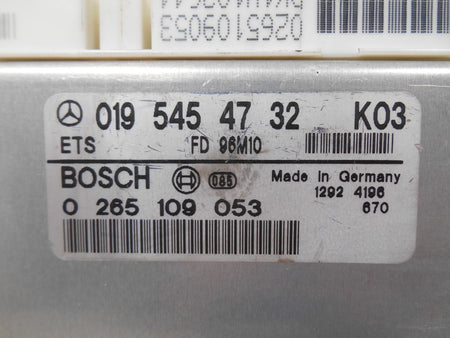 0265109053
019 545 47 32 K03
ETS FD 96M10
BOSCH 085 Made in Germany
1292 4196
0 265 109 053 670